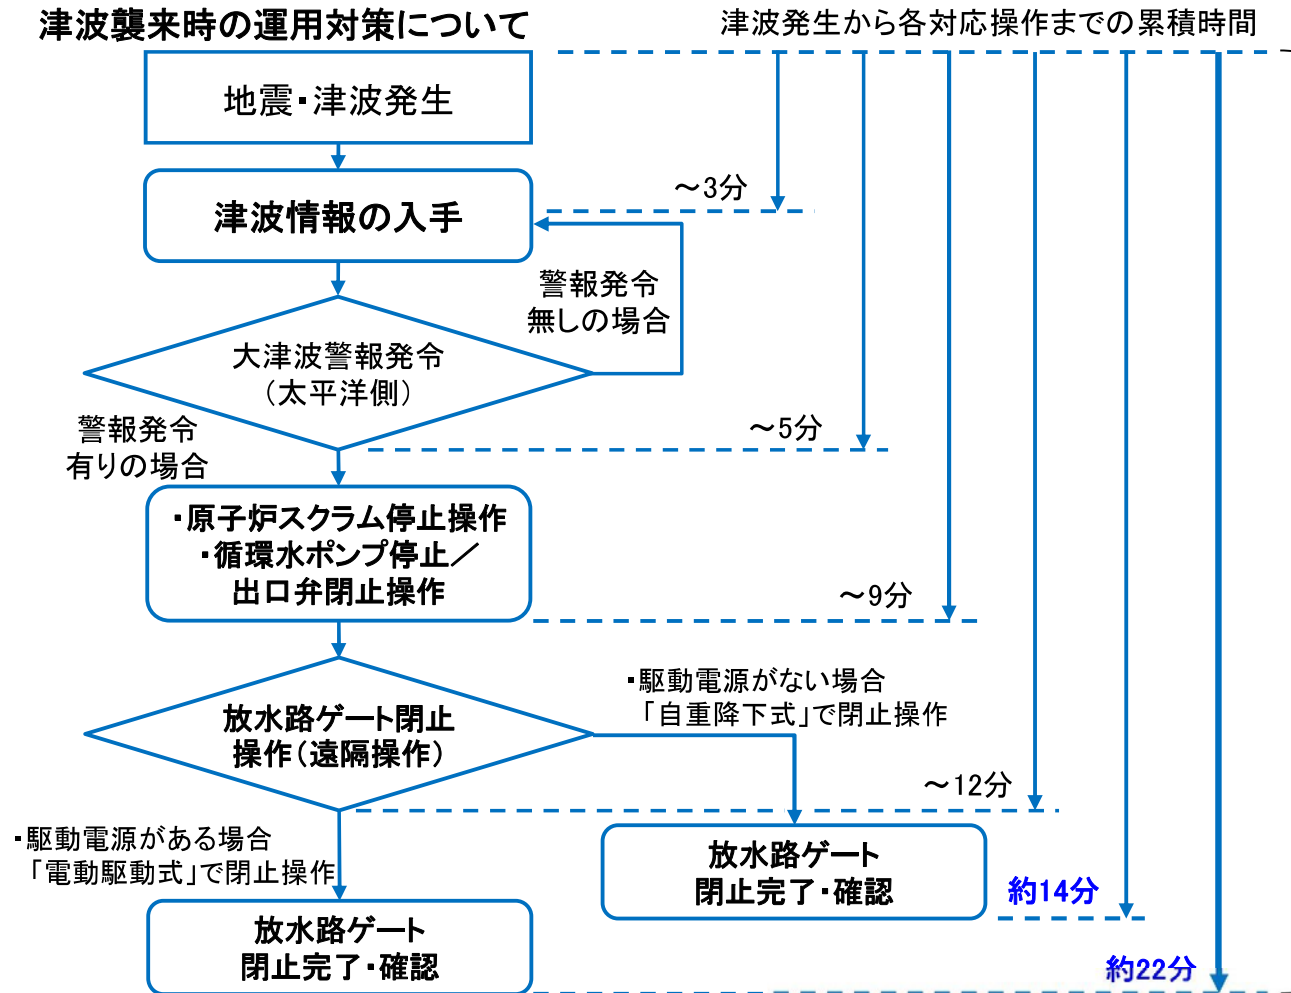 津波襲来時の運用対策について
津波発生から各対応操作までの累積時間
地震・津波発生
～3分
津波情報の入手
警報発令
無しの場合
大津波警報発令
（太平洋側）
警報発令
有りの場合
～5分
・原子炉スクラム停止操作
・循環水ポンプ停止／
出口弁閉止操作
～9分
・駆動電源がない場合
「自重降下式」で閉止操作
放水路ゲート閉止
操作（遠隔操作）
～12分
・駆動電源がある場合
「電動駆動式」で閉止操作
放水路ゲート
閉止完了・確認
約14分
放水路ゲート
閉止完了・確認
約22分